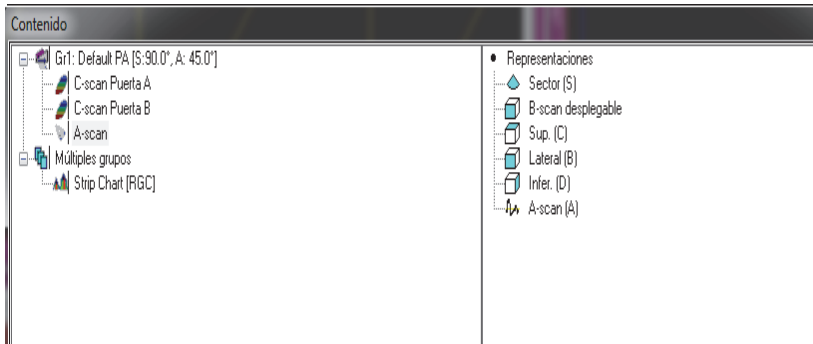 Contenido
Gr1: Default PA [S:90.0°, A: 45.0°]
C-scan Puerta A
C-scan Puerta B
A-scan
Múltiples grupos
Strip Chart [RGC]
Representaciones
Sector (S)
B-scan desplegable
Sup. (C)
Lateral (B)
Infer. (D)
A-scan (A)